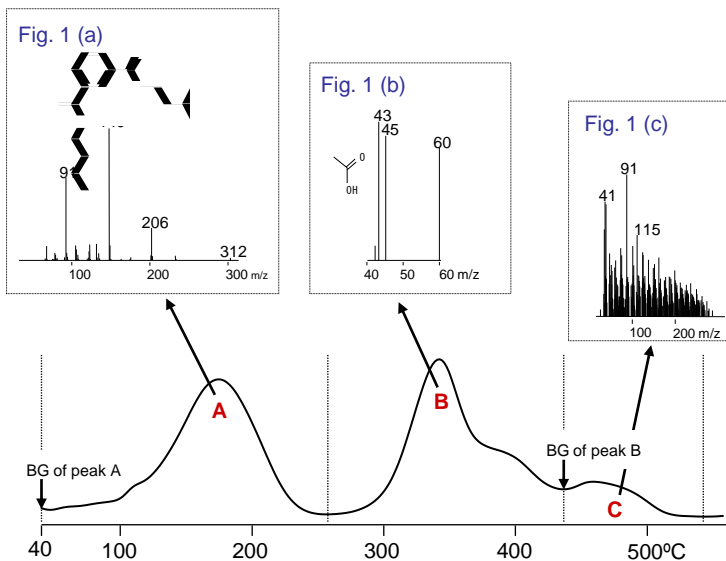 Fig. 1 (a)
206
312
100
200
300 m/z
Fig. 1 (b)
43
45
60
O
OH
40
50
60 m/z
Fig. 1 (c)
41
91
115
100
200 m/z
A
B
C
BG of peak A
BG of peak B
40
100
200
300
400
500ºC